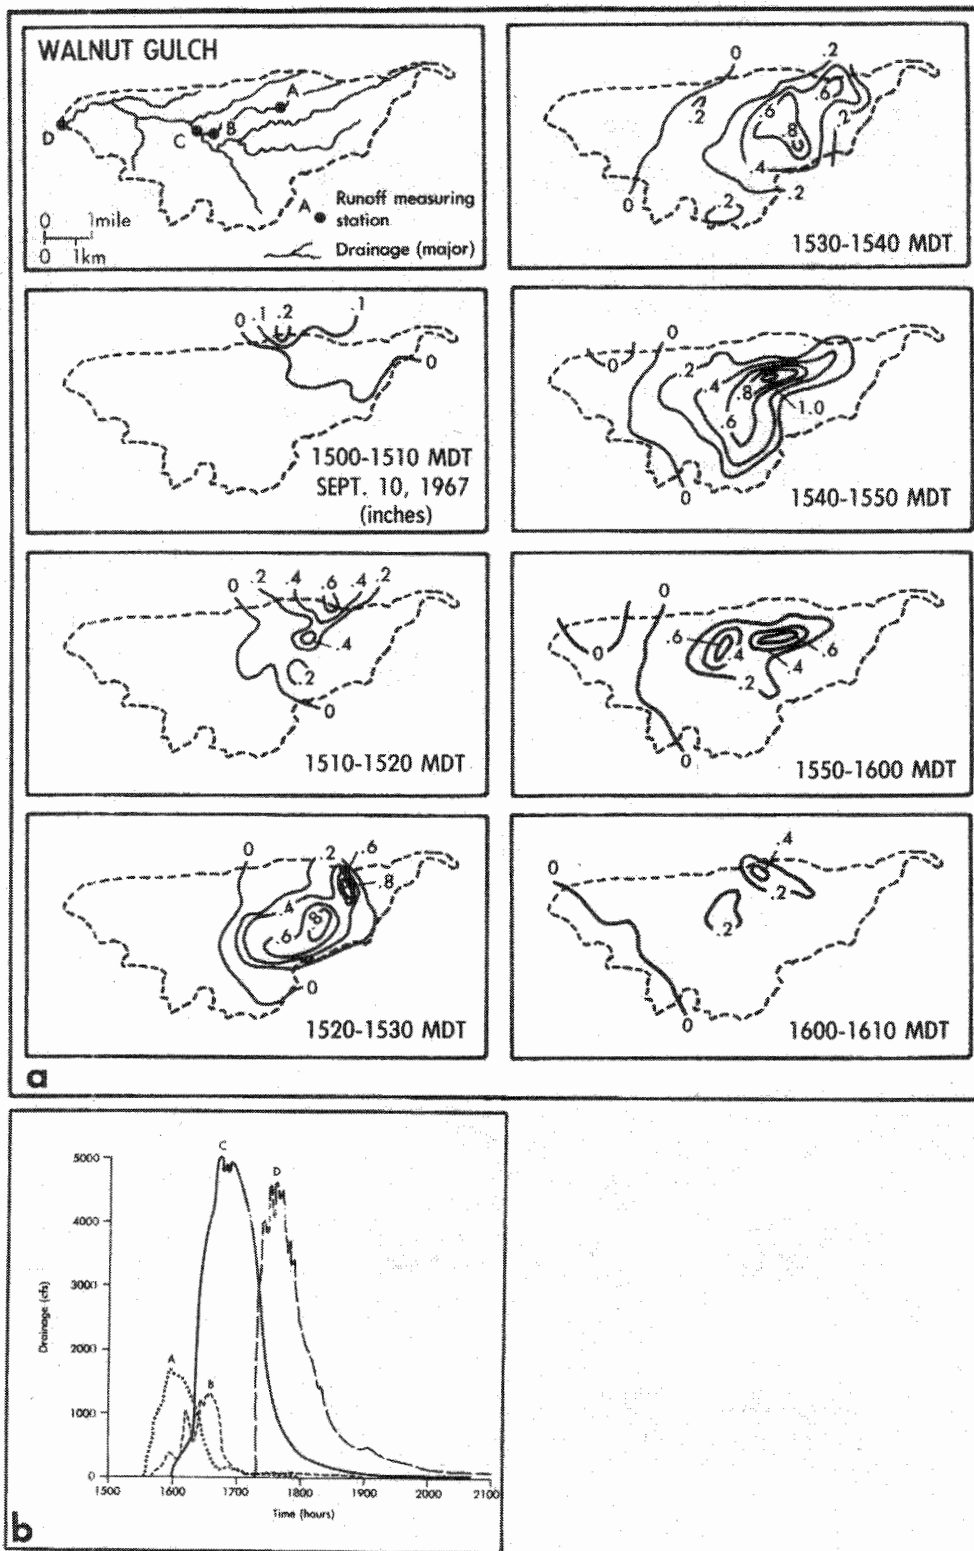 WALNUT GULCH
A
B
C
D
A
Runoff measuring
station
Drainage (major)
0 1mile
0 1km
0 .1 .2 .1
0
1500-1510 MDT
SEPT. 10, 1967
(inches)
0 .2 .4 .6 .4 .2
.4
.2
0
1510-1520 MDT
0 .2 .6
.8
.4
.8
.6
0
1520-1530 MDT
0 .2
.6 .6
.2 .2
.8
.4
.2
0 .2
1530-1540 MDT
0 0
.2 .4
.8
1.0
.6
0
1540-1550 MDT
0
.6
.4 .6
0 .2 .4
0
1550-1600 MDT
.4
0
.2
.2
0
1600-1610 MDT
a
C
D
A
B
5000
4000
3000
2000
1000
0
Drainage (cfs)
1500 1600 1700 1800 1900 2000 2100
Time (hours)
b